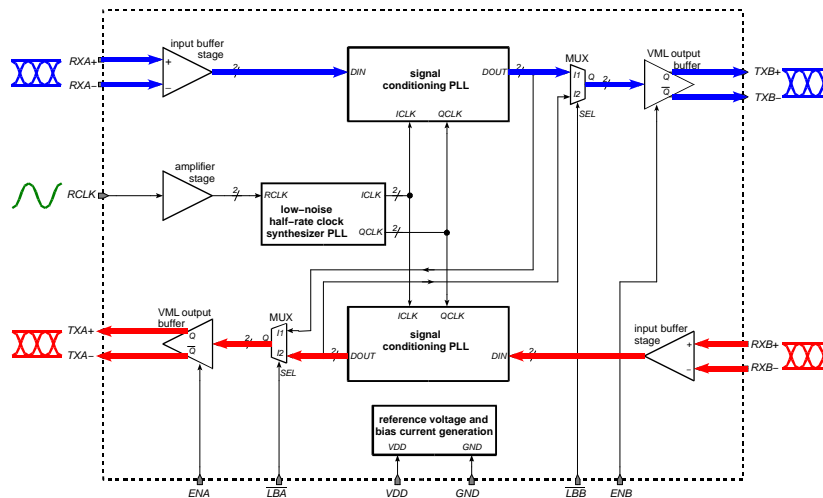 RXA+
RXA−
input buffer
stage
+
−
2
DIN
signal
conditioning PLL
DOUT
ICLK
QCLK
2
MUX
I1
I2
Q
SEL
2
VML output
buffer
Q
Q
TXB+
TXB−
RCLK
amplifier
stage
2
RCLK
ICLK
low−noise
half−rate clock
synthesizer PLL
QCLK
2
2
TXA+
TXA−
VML output
buffer
Q
Q
2
Q
MUX
I1
I2
SEL
ICLK
QCLK
signal
conditioning PLL
DOUT
DIN
2
input buffer
stage
+
−
RXB+
RXB−
reference voltage and
bias current generation
VDD
GND
ENA
LBA
VDD
GND
LBB
ENB